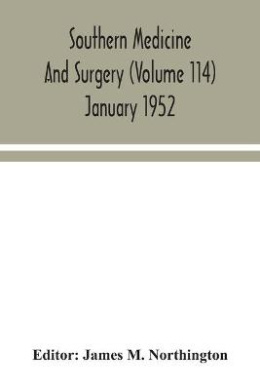 Southern Medicine
And Surgery (Volume 114)
January 1952
Editor: James M. Northington